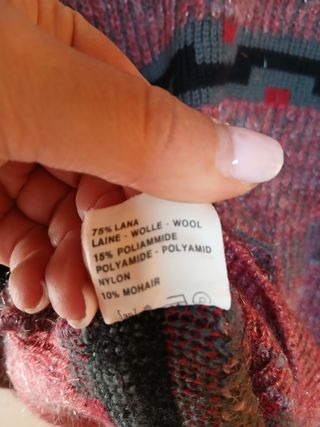 75% LANA
LAINE - WOLLE - WOOL
15% POLIAMMIDE
POLYAMIDE - POLYAMID
NYLON
10% MOHAIR